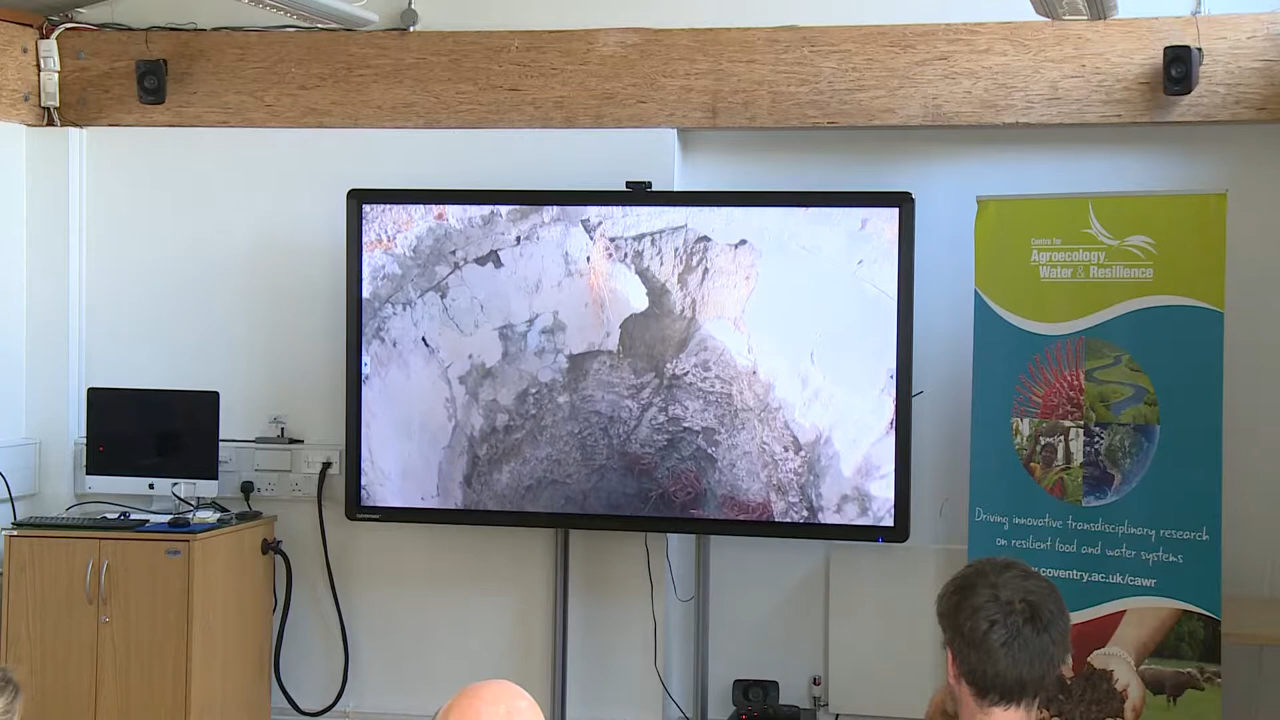 Centre for
Agroecology,
Water & Resilience
Driving innovative transdisciplinary research
on resilient food and water systems
.coventry.ac.uk/cawr